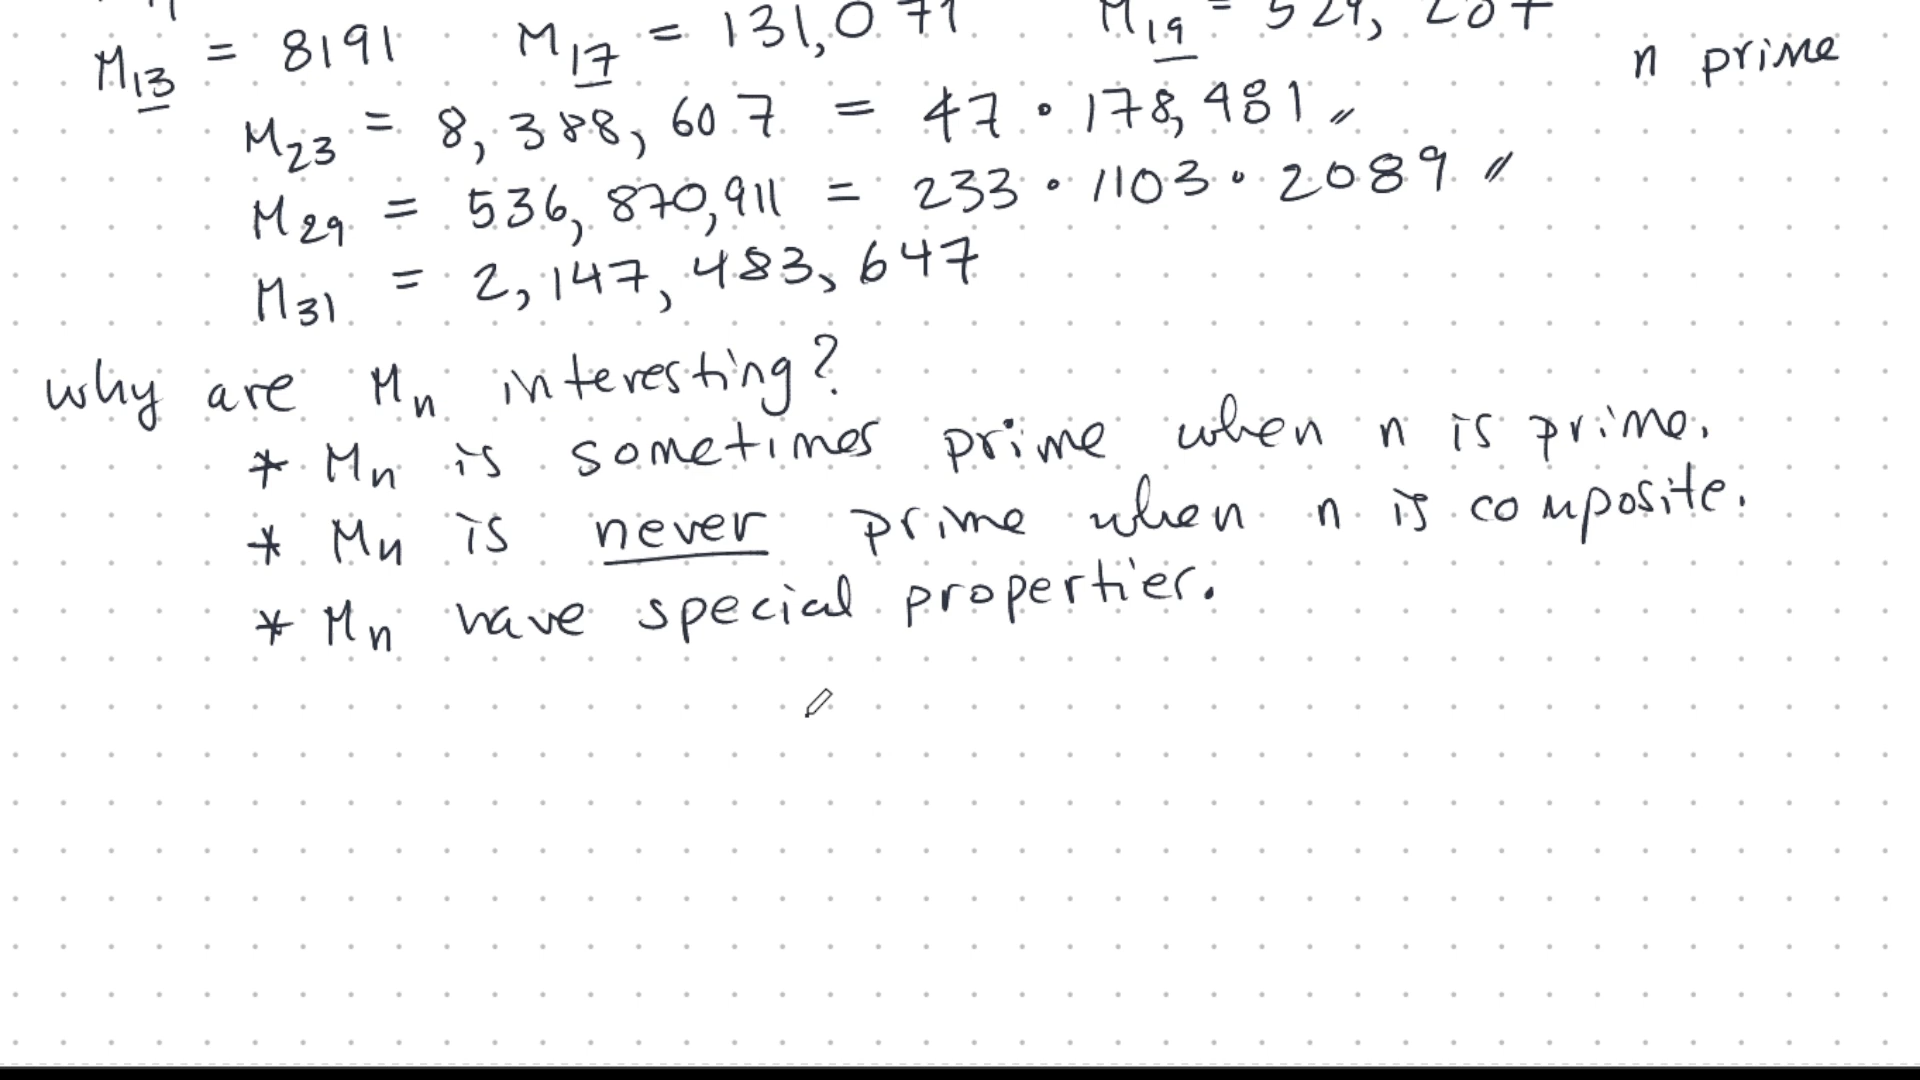 M13 = 8191 M17 = 131,071 M19 = 524, 287
n prime
M23 = 8, 388, 607 = 47 · 178,481 〃
M29 = 536, 870,911 = 233 · 1103 · 2089 〃
M31 = 2,147, 483, 647
why are Mn interesting?
* Mn is sometimes prime when n is prime.
* Mn is never prime when n is composite.
* Mn have special properties.